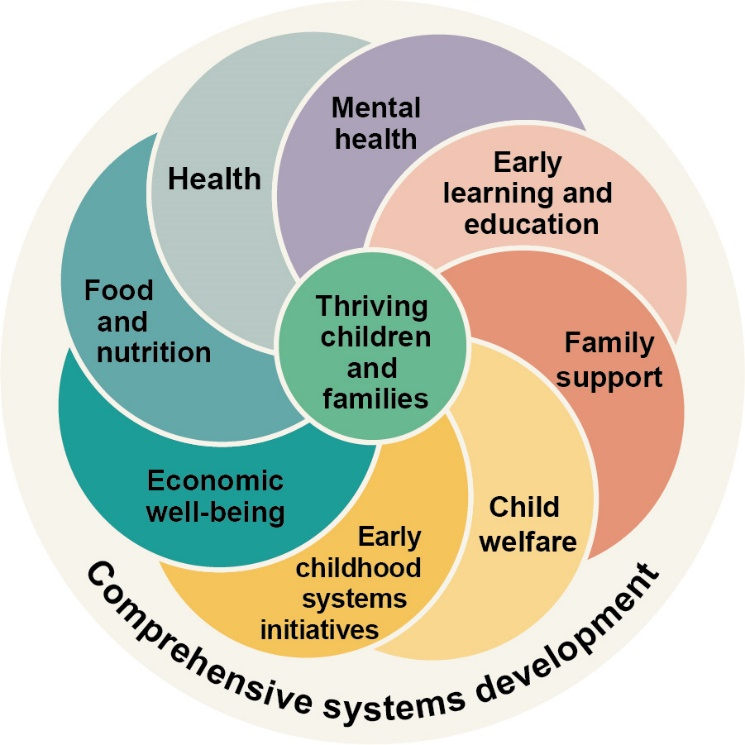 Mental
health
Early
learning and
education
Health
Food
and
nutrition
Thriving
children
and
families
Family
support
Economic
well-being
Early
childhood
systems
initiatives
Child
welfare
Comprehensive systems development